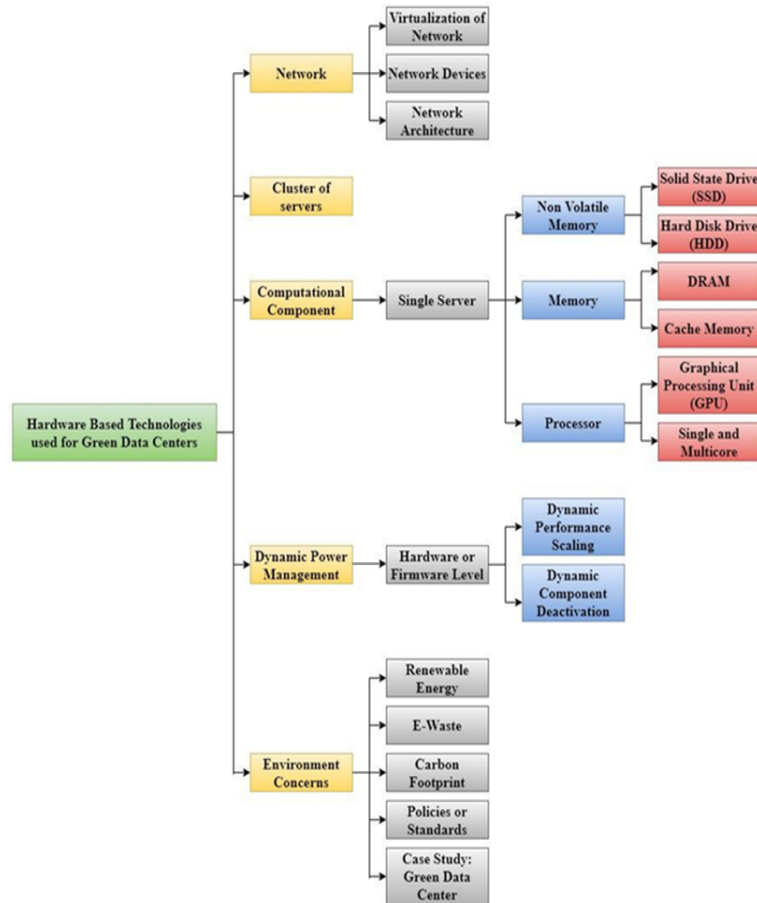 Virtualization of
Network
Network
Network Devices
Network
Architecture
Cluster of
servers
Solid State Drive
(SSD)
Non Volatile
Memory
Hard Disk Drive
(HDD)
Computational
Component
Single Server
Memory
DRAM
Cache Memory
Graphical
Processing Unit
(GPU)
Processor
Single and
Multicore
Hardware Based Technologies
used for Green Data Centers
Dynamic
Performance
Scaling
Dynamic Power
Management
Hardware or
Firmware Level
Dynamic
Component
Deactivation
Renewable
Energy
E-Waste
Environment
Concerns
Carbon
Footprint
Policies or
Standards
Case Study:
Green Data
Center